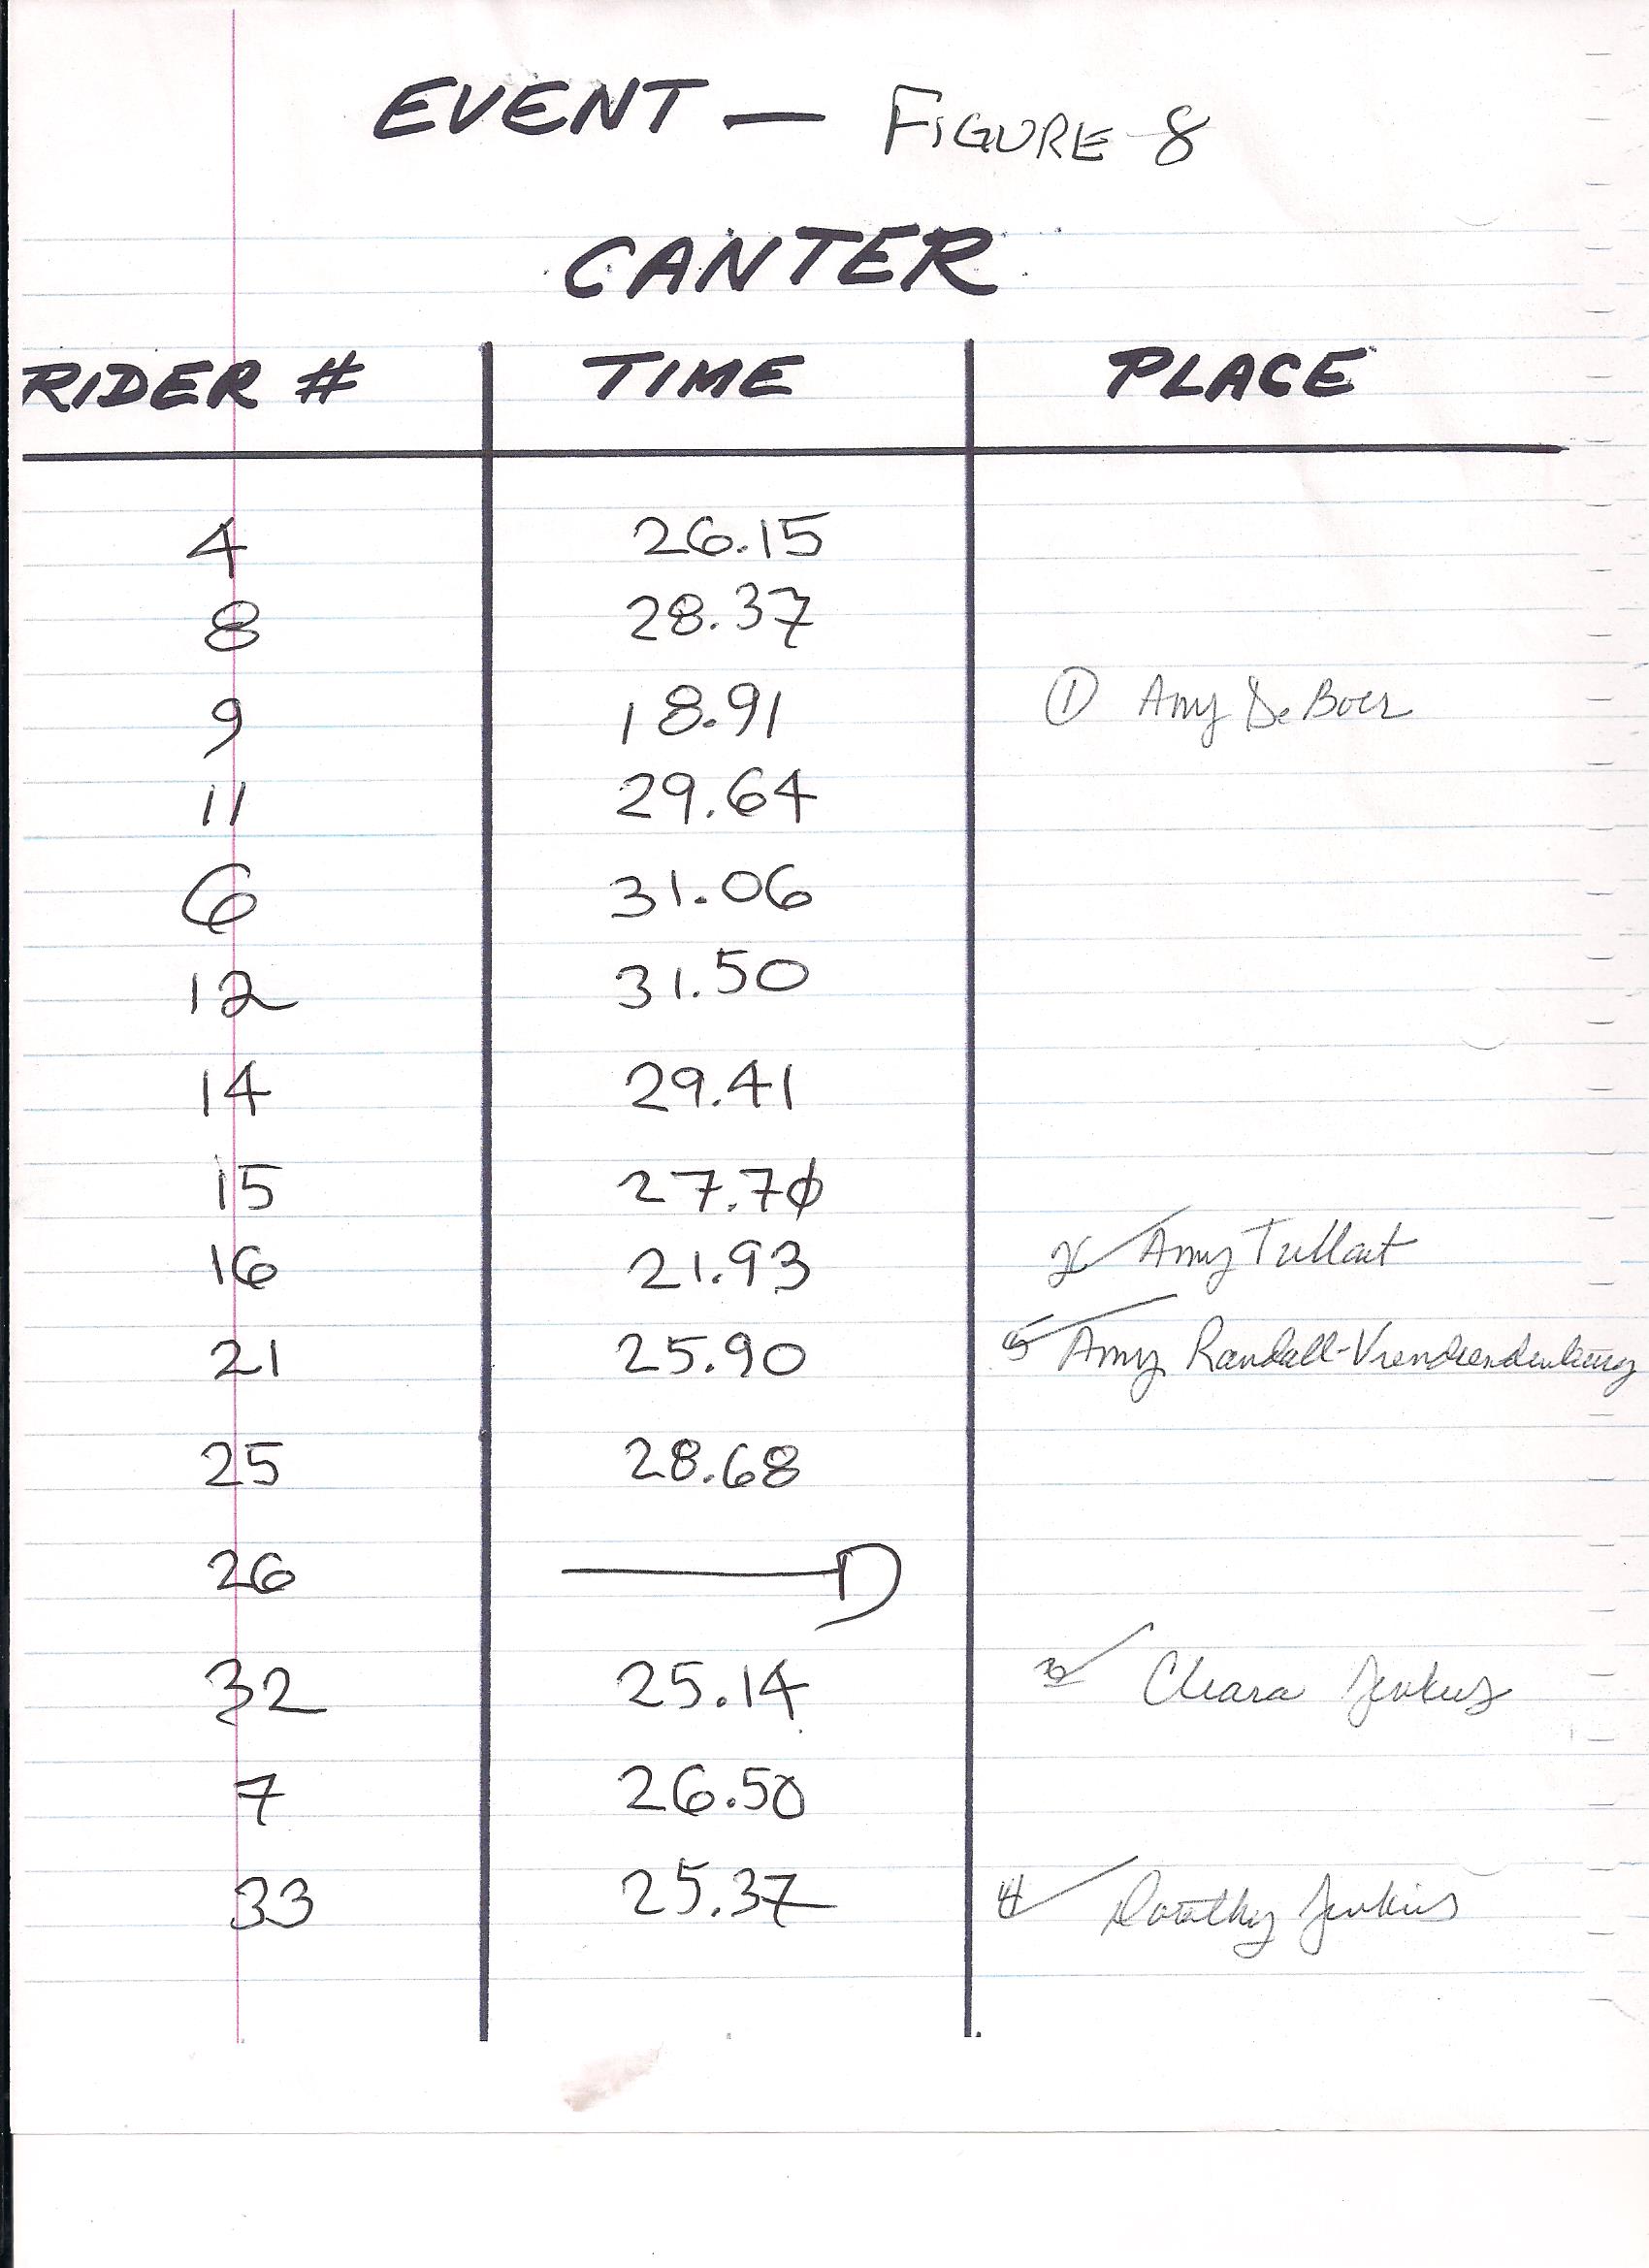 EVENT — FIGURE 8
CANTER
RIDER # TIME PLACE
4 26.15
8 28.37
9 18.91 ① Amy DeBoer
11 29.64
6 31.06
12 31.50
14 29.41
15 27.70
16 21.93 2 Amy
21 25.90 5 Amy Randall-
25 28.68
26 D
32 25.14 3 Jenkins
7 26.50
33 25.37 4 Dorothy Jenkins